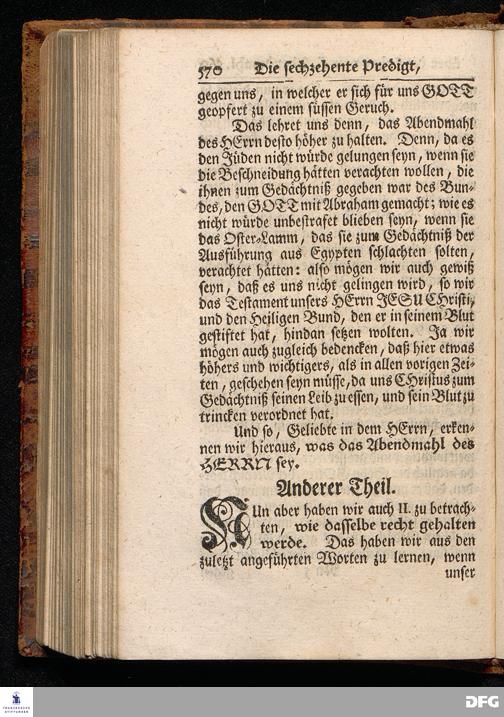 570 Die sechzehente Predigt,
gegen uns, in welcher er sich für uns GOTT
geopfert zu einem süssen Geruch.
Das lehret uns denn, das Abendmahl
des HErrn desto höher zu halten. Denn, da es
den Jüden nicht würde gelungen seyn, wenn sie
die Beschneidung hätten verachten wollen, die
ihnen zum Gedächtniß gegeben war des Bun-
des, den GOTT mit Abraham gemacht; wie es
nicht würde unbestrafet blieben seyn, wenn sie
das Oster-Lamm, das sie zum Gedächtniß der
Ausführung aus Egypten schlachten solten,
verachtet hätten: also mögen wir auch gewiß
seyn, daß es uns nicht gelingen wird, so wir
das Testament unsers HErrn JESU CHristi,
und den Heiligen Bund, den er in seinem Blut
gestiftet hat, hindan setzen wolten. Ja wir
mögen auch zugleich bedencken, daß hier etwas
höhers und wichtigers, als in allen vorigen Zei-
ten, geschehen seyn müsse, da uns CHristus zum
Gedächtniß seinen Leib zu essen, und sein Blut zu
trincken verordnet hat.
Und so, Geliebte in dem HErrn, erken-
nen wir hieraus, was das Abendmahl des
HERRN sey.
Anderer Theil.
NUn aber haben wir auch II. zu betrach-
ten, wie dasselbe recht gehalten
werde. Das haben wir aus den
zuletzt angeführten Worten zu lernen, wenn
unser
FRANCKESCHE
STIFTUNGEN
DFG